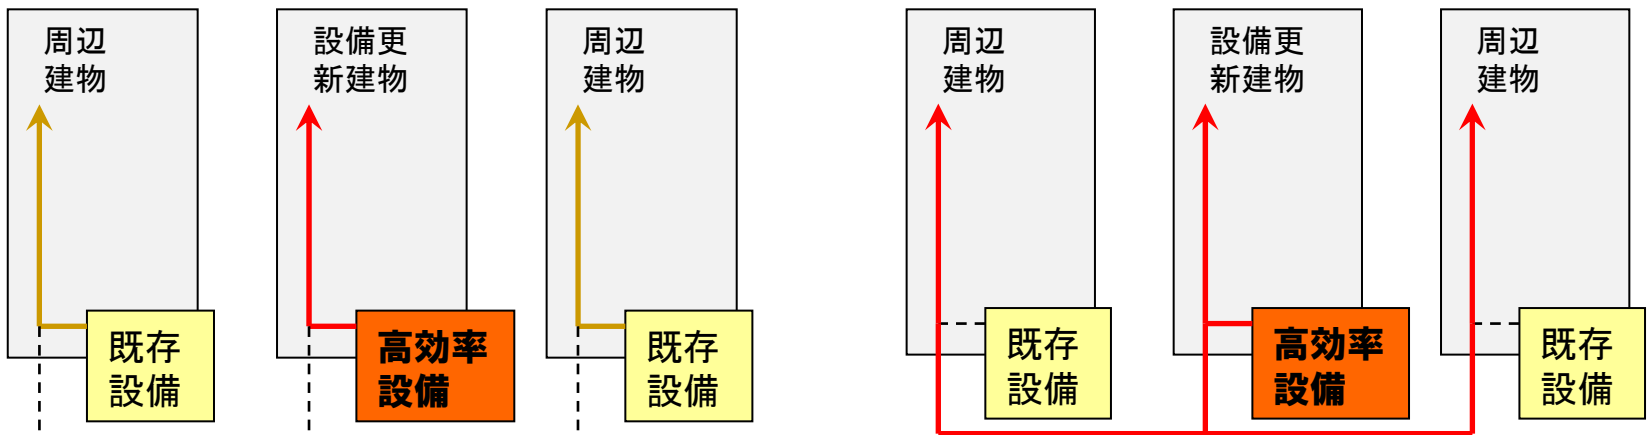 周辺
建物
設備更
新建物
周辺
建物
既存
設備
高効率
設備
既存
設備
周辺
建物
設備更
新建物
周辺
建物
既存
設備
高効率
設備
既存
設備